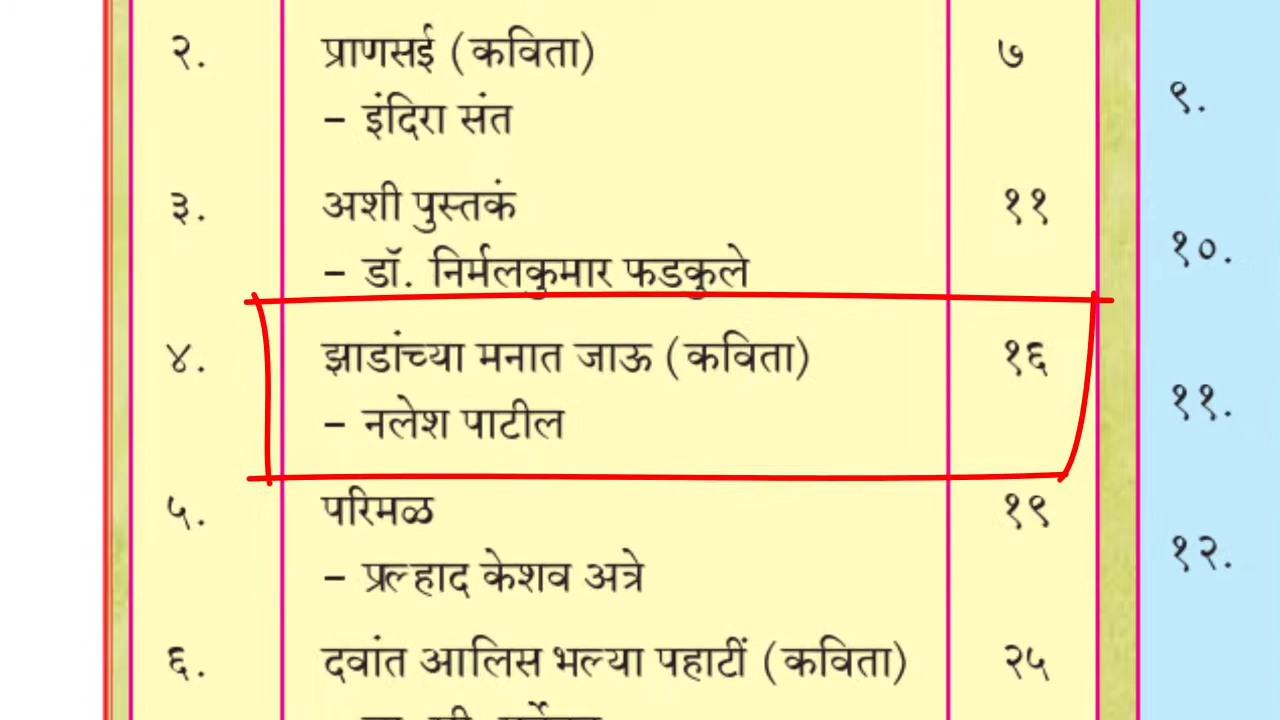 २. प्राणसई (कविता) ७
– इंदिरा संत
३. अशी पुस्तकं ११
– डॉ. निर्मलकुमार फडकुले
४. झाडांच्या मनात जाऊ (कविता) १६
– नलेश पाटील
५. परिमळ १९
– प्रल्हाद केशव अत्रे
६. दवांत आलिस भल्या पहाटीं (कविता) २५
९.
१०.
११.
१२.